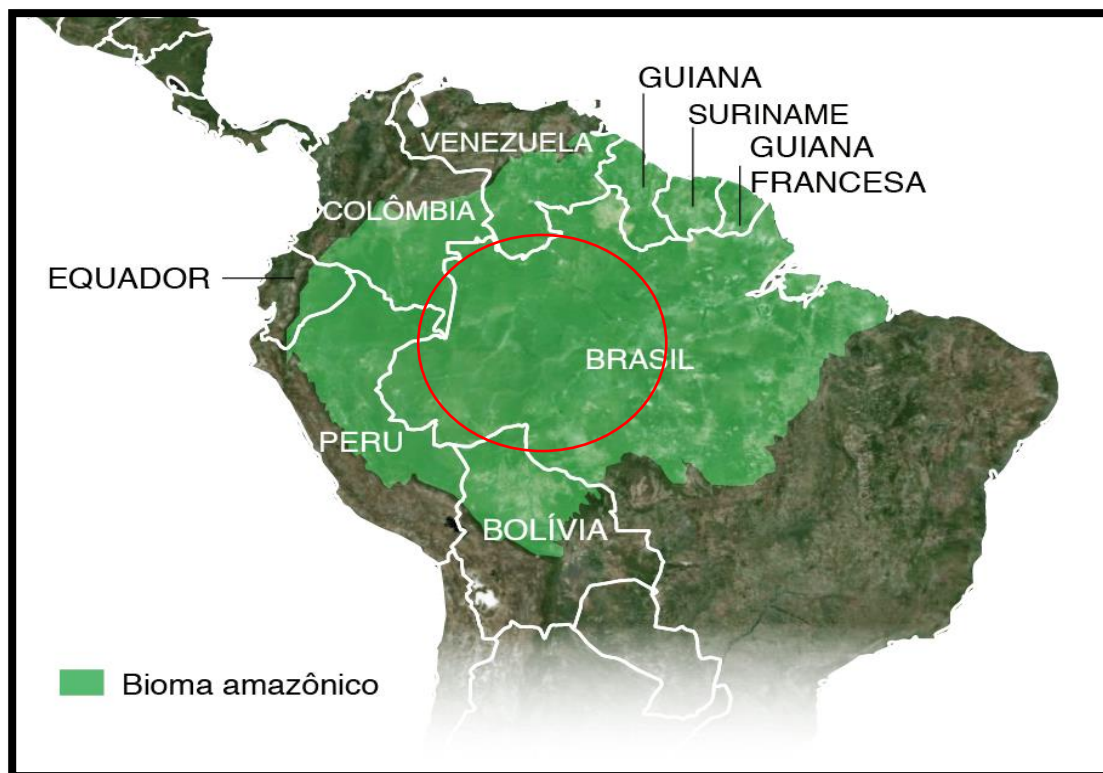 GUIANA
SURINAME
GUIANA
FRANCESA
VENEZUELA
COLÔMBIA
EQUADOR
BRASIL
PERU
BOLÍVIA
Bioma amazônico